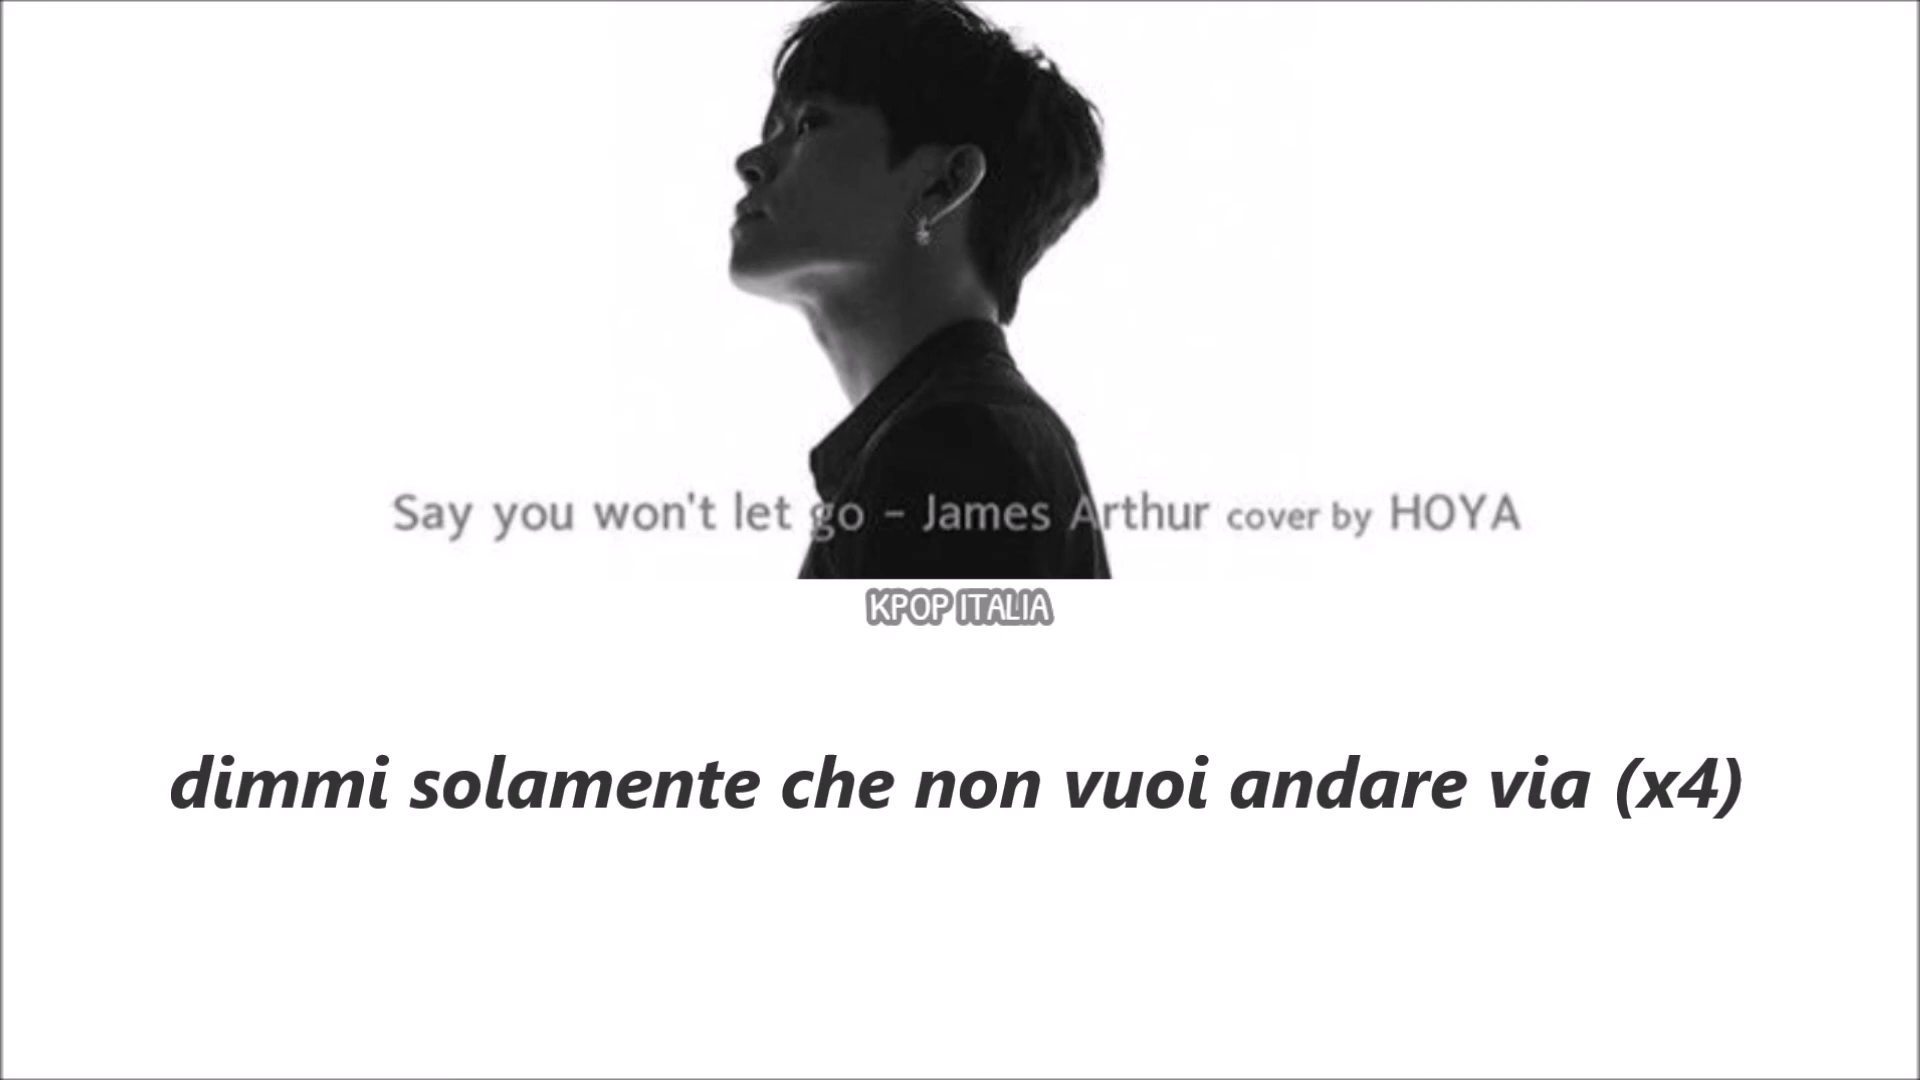 Say you won't let go - James Arthur cover by HOYA
KPOP ITALIA
dimmi solamente che non vuoi andare via (x4)